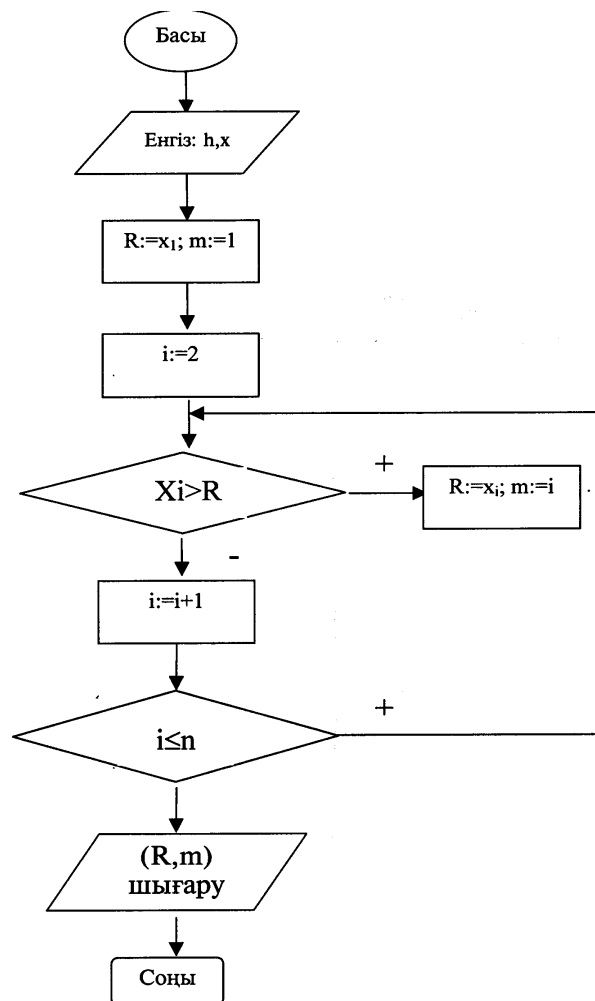 Басы
Енгіз: h,x
R:=x₁; m:=1
i:=2
Xi>R
+
R:=xᵢ; m:=i
-
i:=i+1
i≤n
+
(R,m)
шығару
Соңы